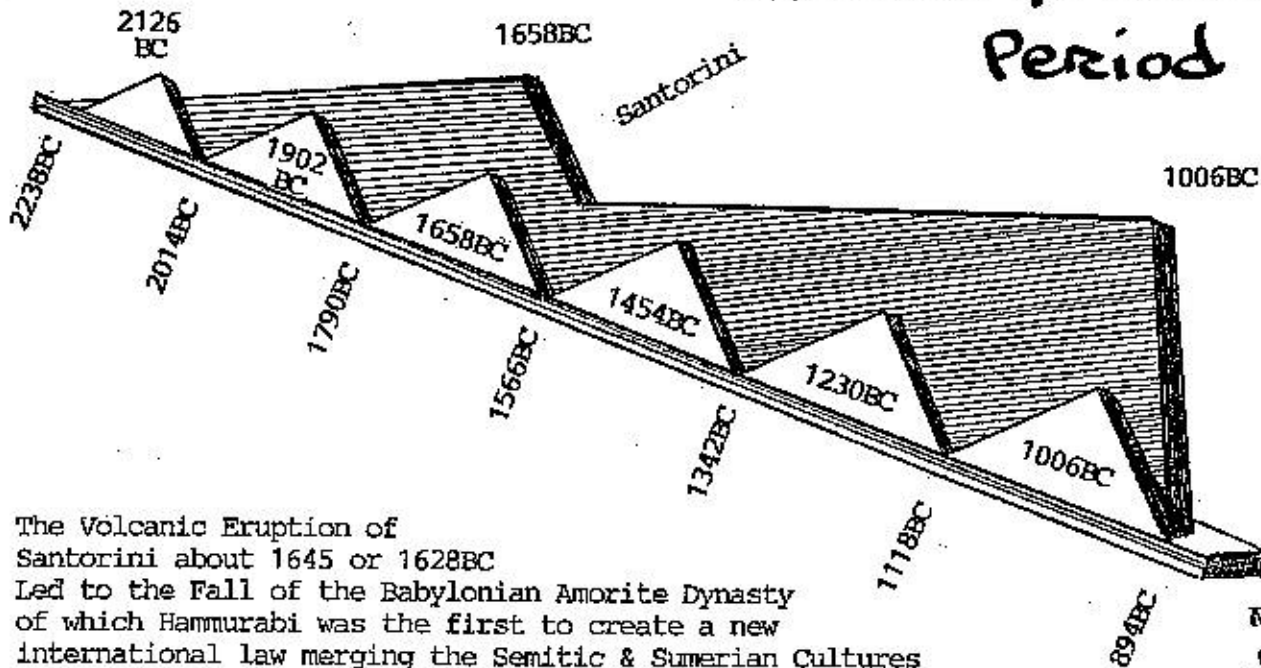 Period
2126
BC
1658BC
Santorini
1006BC
1902
BC
1658BC
1454BC
1230BC
1006BC
2238BC
2014BC
1790BC
1566BC
1342BC
1118BC
894BC
The Volcanic Eruption of
Santorini about 1645 or 1628BC
Led to the Fall of the Babylonian Amorite Dynasty
of which Hammurabi was the first to create a new
international law merging the Semitic & Sumerian Cultures